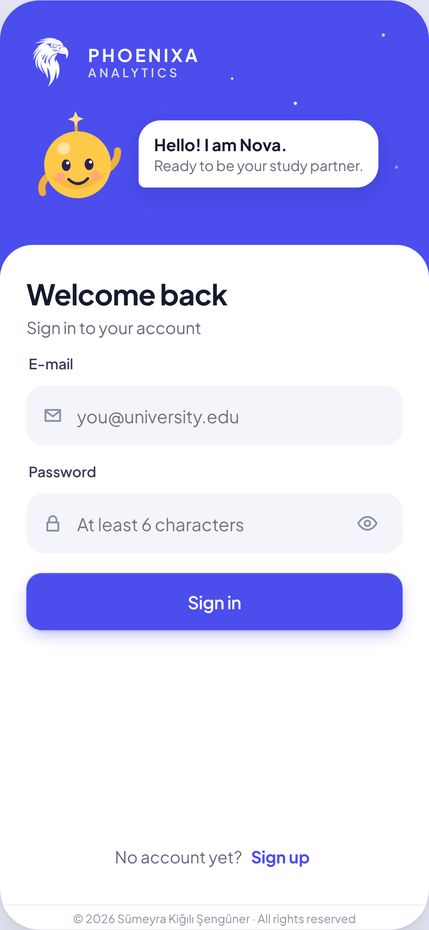 PHOENIXA
ANALYTICS
Hello! I am Nova.
Ready to be your study partner.
Welcome back
Sign in to your account
E-mail
you@university.edu
Password
At least 6 characters
Sign in
No account yet? Sign up
© 2026 Sümeyra Kiğılı Şengüner · All rights reserved